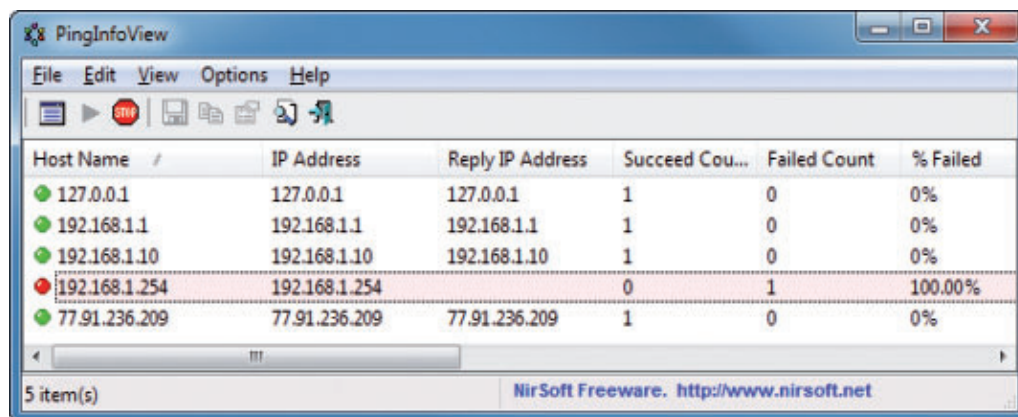 PingInfoView
File Edit View Options Help
STOP
Host Name / IP Address Reply IP Address Succeed Cou... Failed Count % Failed
127.0.0.1 127.0.0.1 127.0.0.1 1 0 0%
192.168.1.1 192.168.1.1 192.168.1.1 1 0 0%
192.168.1.10 192.168.1.10 192.168.1.10 1 0 0%
192.168.1.254 192.168.1.254 0 1 100.00%
77.91.236.209 77.91.236.209 77.91.236.209 1 0 0%
5 item(s) NirSoft Freeware. http://www.nirsoft.net